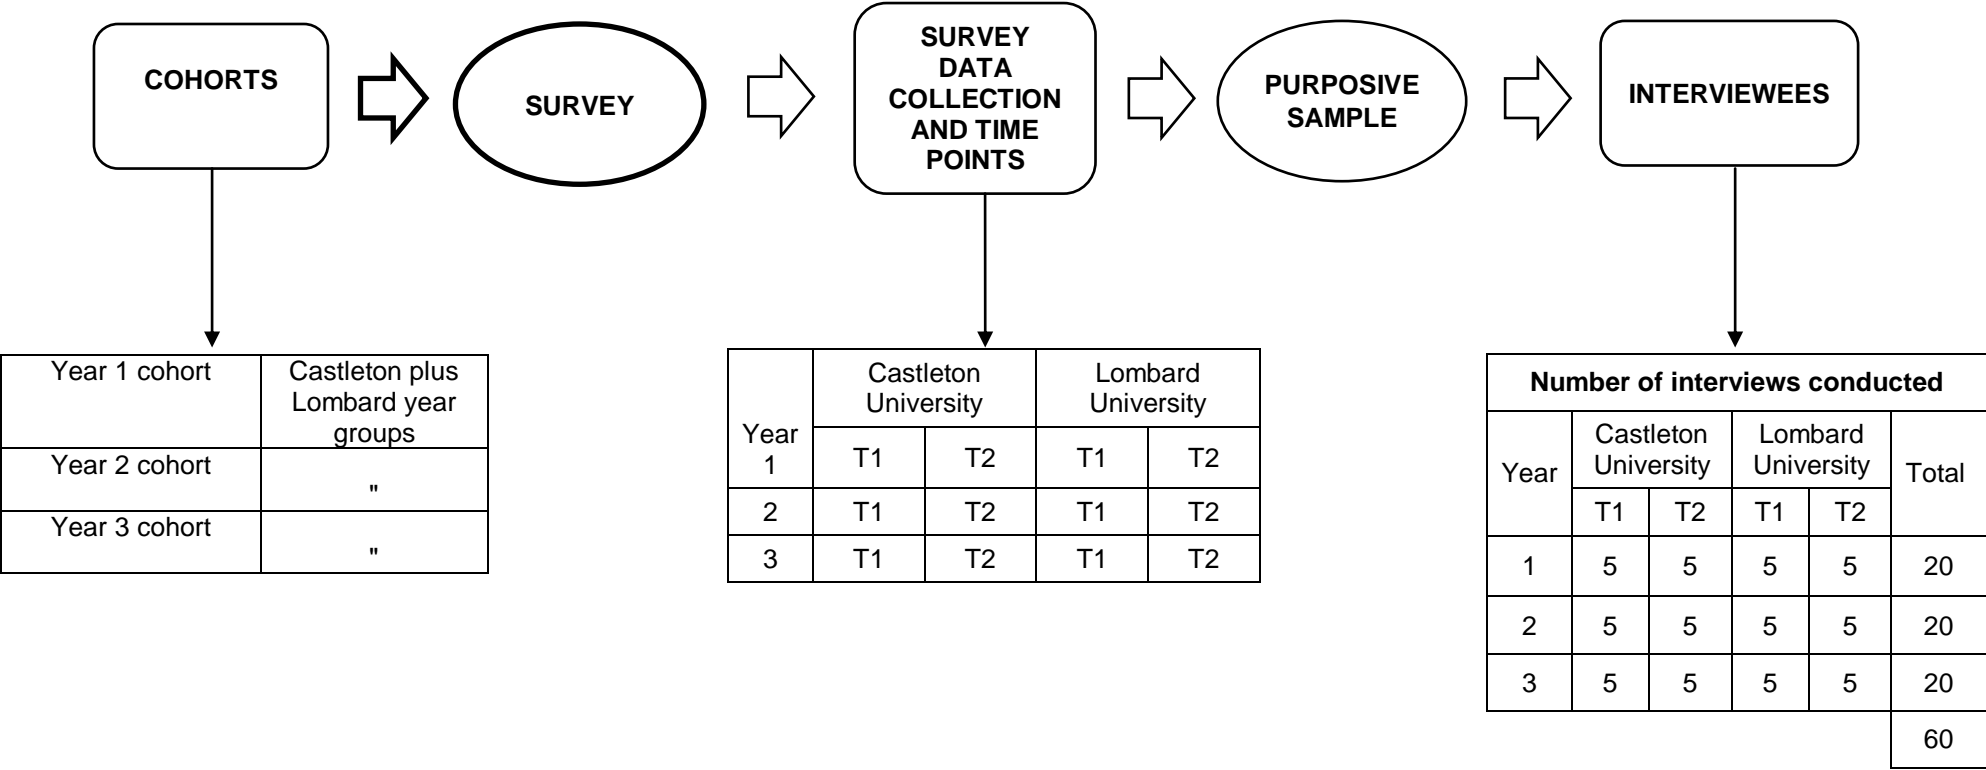 COHORTS
SURVEY
SURVEY
DATA
COLLECTION
AND TIME
POINTS
PURPOSIVE
SAMPLE
INTERVIEWEES
Year 1 cohort
Castleton plus
Lombard year
groups
Year 2 cohort
"
Year 3 cohort
"
Year
1
Castleton
University
Lombard
University
T1 T2 T1 T2
2 T1 T2 T1 T2
3 T1 T2 T1 T2
Number of interviews conducted
Year
Castleton
University
Lombard
University
Total
T1 T2 T1 T2
1 5 5 5 5 20
2 5 5 5 5 20
3 5 5 5 5 20
60